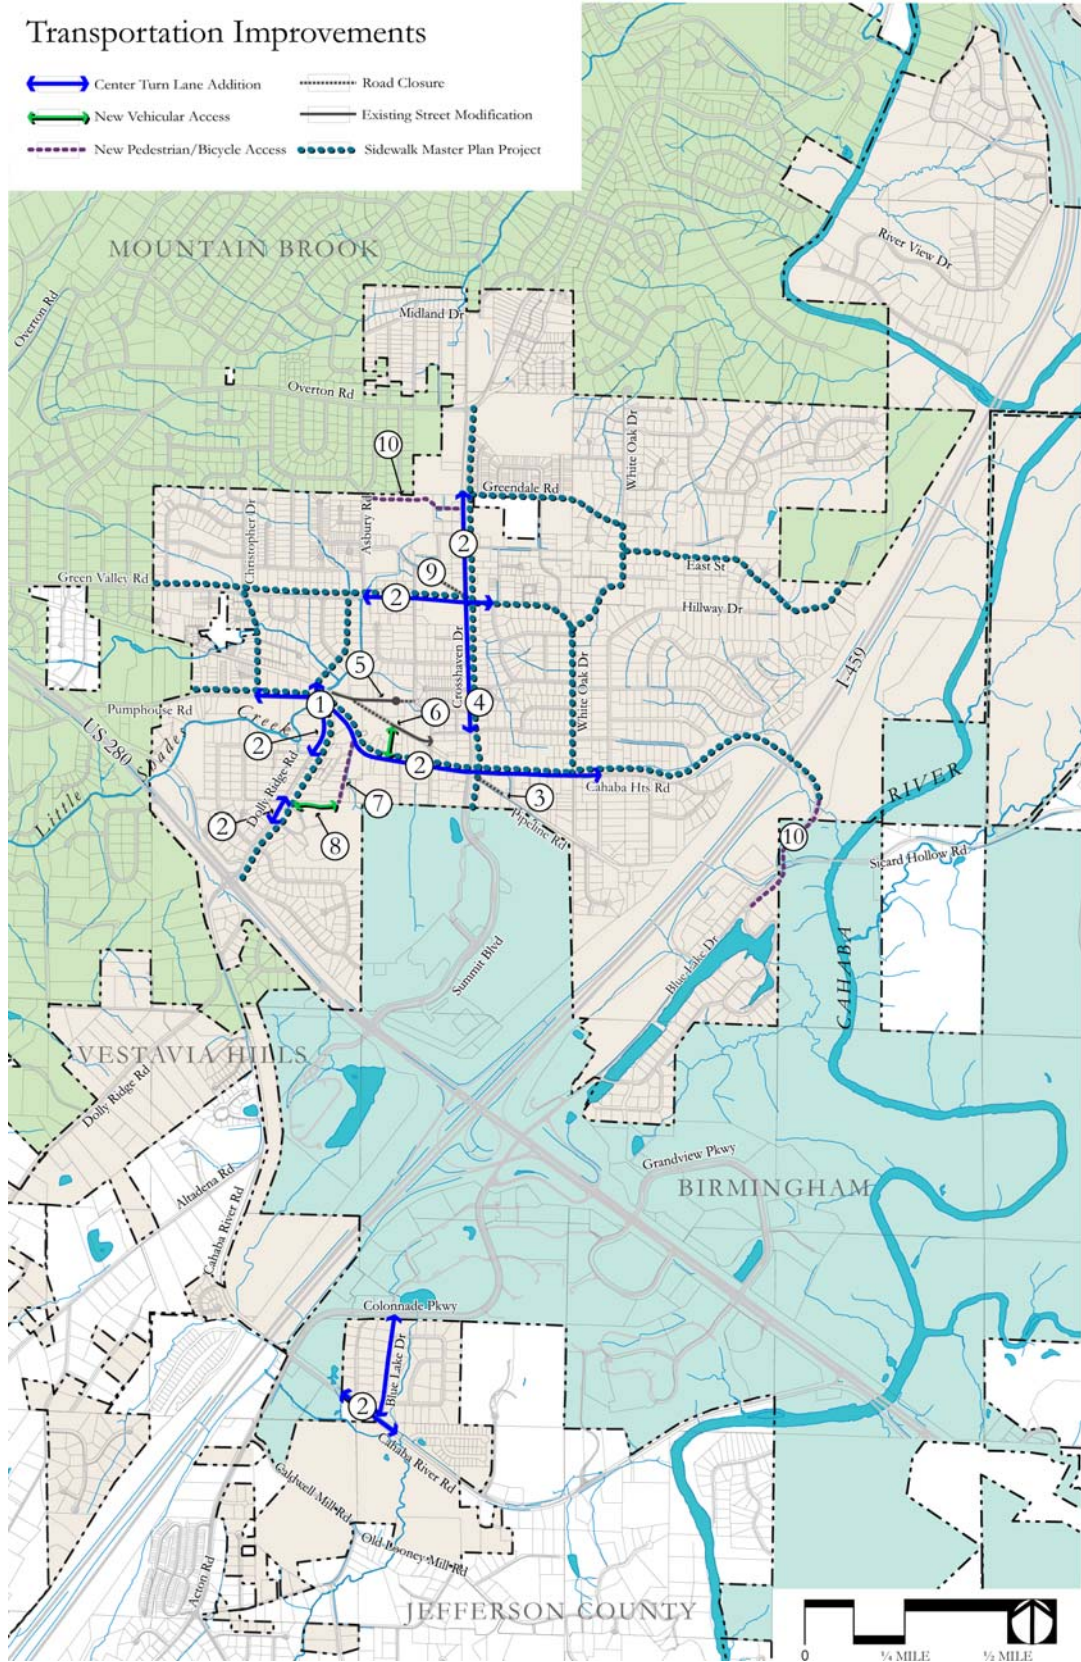 Transportation Improvements
Center Turn Lane Addition
Road Closure
New Vehicular Access
Existing Street Modification
New Pedestrian/Bicycle Access
Sidewalk Master Plan Project
MOUNTAIN BROOK
River View Dr
Overton Rd
Midland Dr
Overton Rd
White Oak Dr
10
Greendale Rd
Asbury Rd
Christopher Dr
2
9
East St
Green Valley Rd
2
Hillway Dr
Crosshaven Dr
White Oak Dr
I-459
5
Pumphouse Rd
1
6
4
Creek
US 280
Little Shades
2
2
Cahaba Hts Rd
RIVER
Dolly Ridge Rd
7
3
2
8
Pipeline Rd
10
Sicard Hollow Rd
Summit Blvd
Blue Lake Dr
CAHABA
VESTAVIA HILLS
Dolly Ridge Rd
Altadena Rd
Grandview Pkwy
BIRMINGHAM
Cahaba River Rd
Colonnade Pkwy
Blue Lake Dr
2
Cahaba River Rd
Caldwell Mill Rd
Old Looney Mill Rd
Acton Rd
JEFFERSON COUNTY
0
¼ MILE
½ MILE